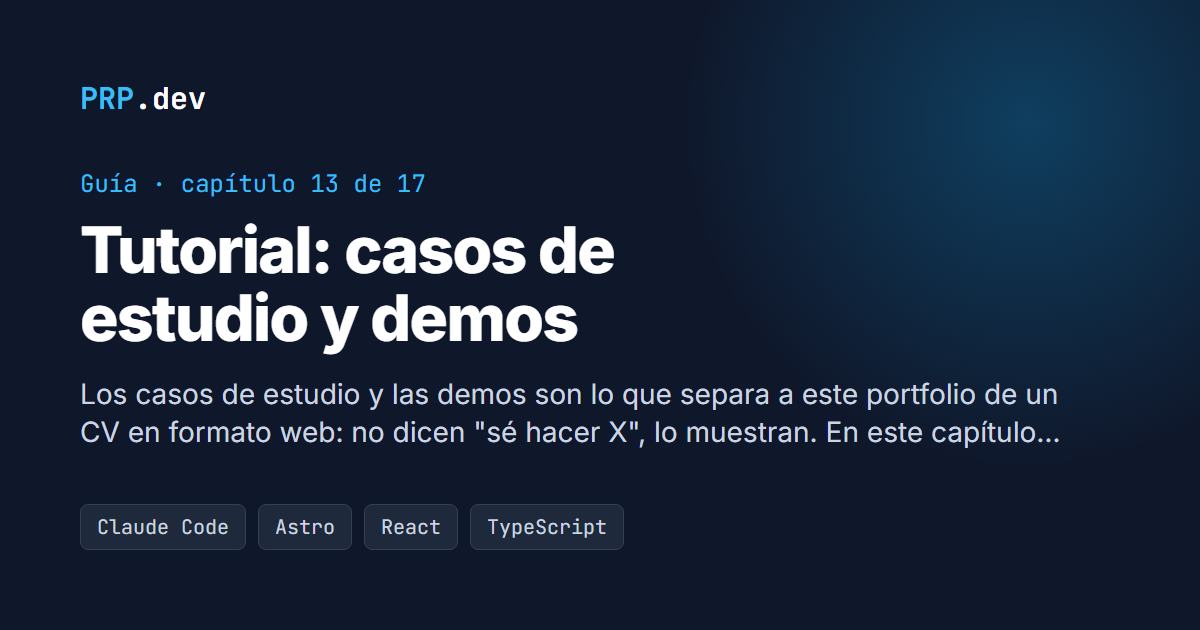 PRP.dev
Guía · capítulo 13 de 17
Tutorial: casos de
estudio y demos
Los casos de estudio y las demos son lo que separa a este portfolio de un
CV en formato web: no dicen "sé hacer X", lo muestran. En este capítulo...
Claude Code
Astro
React
TypeScript